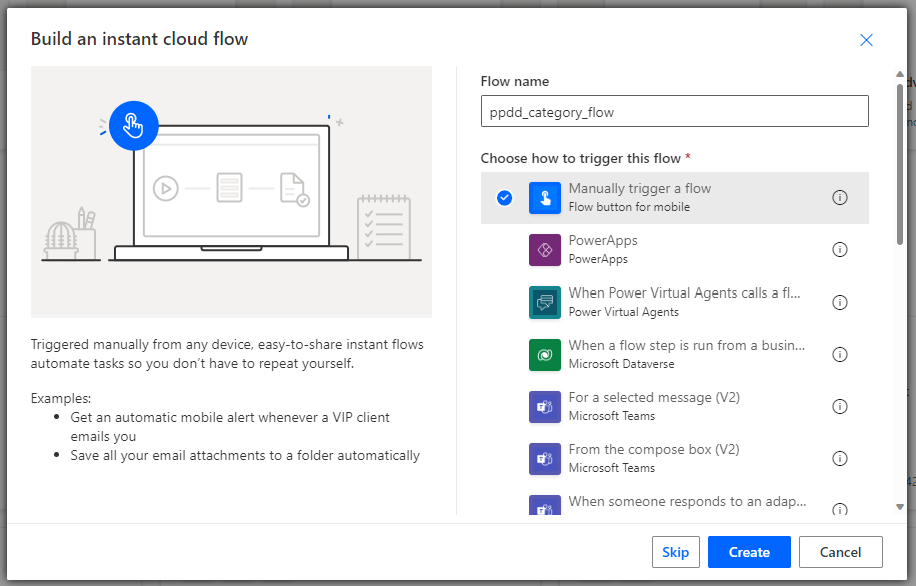 Build an instant cloud flow
Triggered manually from any device, easy-to-share instant flows
automate tasks so you don’t have to repeat yourself.
Examples:
Get an automatic mobile alert whenever a VIP client
emails you
Save all your email attachments to a folder automatically
Flow name
ppdd_category_flow
Choose how to trigger this flow *
Manually trigger a flow
Flow button for mobile
PowerApps
PowerApps
When Power Virtual Agents calls a fl...
Power Virtual Agents
When a flow step is run from a busin...
Microsoft Dataverse
For a selected message (V2)
Microsoft Teams
From the compose box (V2)
Microsoft Teams
When someone responds to an adap...
Skip
Create
Cancel